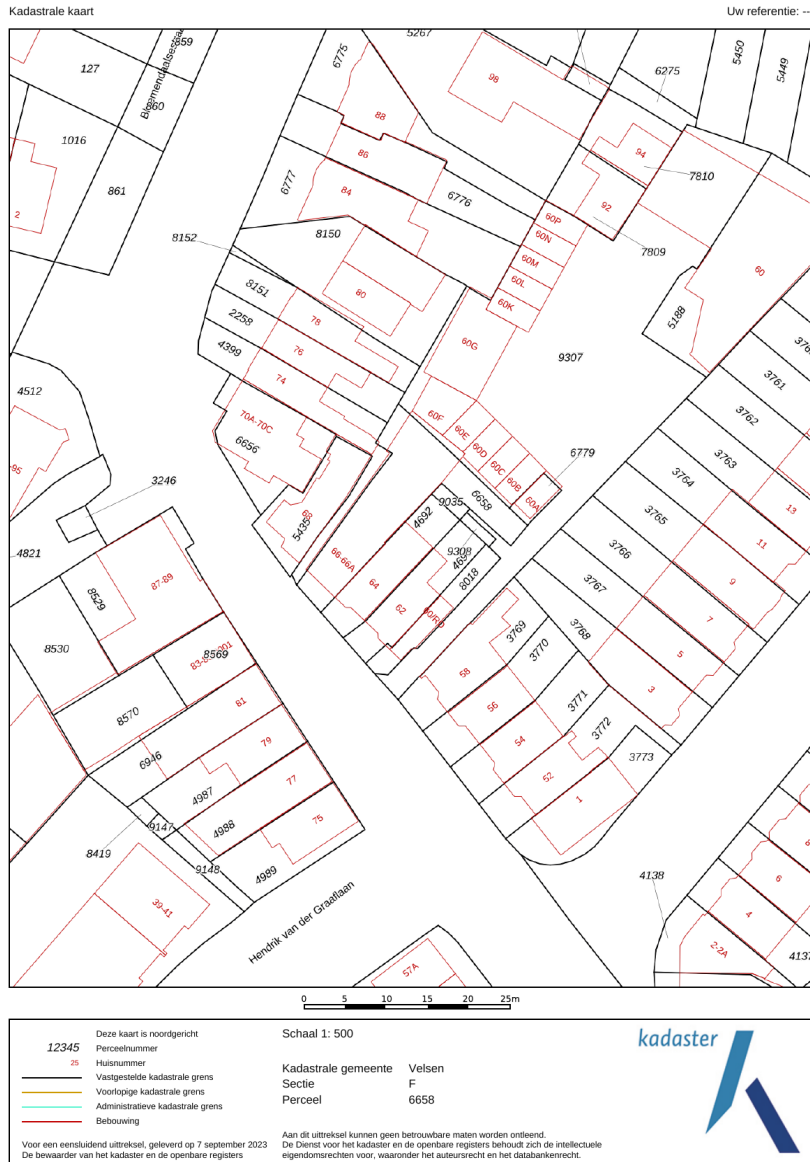 Kadastrale kaart
Uw referentie: --
5267
859
6775
5450
5449
127
98
6275
860
88
1016
86
94
7810
84
6777
861
6776
92
2
60P
8152
8150
60N
7809
60M
60
60L
8151
80
60K
5188
2258
78
60G
4399
76
9307
74
3761
4512
3762
70A-70C
60F
60E
6656
60D
6779
3763
60C
60B
3764
60A
3246
6658
9035
13
68
4692
3765
5435
11
4821
9308
66-66A
3766
87-89
8018
9
64
3767
8529
62
7
3769
3768
8530
8569
3770
5
58
81
3771
3
8570
56
3772
79
54
6946
3773
77
52
4987
1
75
9147
4988
8419
9148
4138
4989
6
39-41
4
Hendrik van der Graaflaan
2-2A
57A
0 5 10 15 20 25m
Deze kaart is noordgericht
12345 Perceelnummer
25 Huisnummer
Vastgestelde kadastrale grens
Voorlopige kadastrale grens
Administratieve kadastrale grens
Bebouwing
Voor een eensluidend uittreksel, geleverd op 7 september 2023
De bewaarder van het kadaster en de openbare registers
Schaal 1: 500
Kadastrale gemeente Velsen
Sectie F
Perceel 6658
Aan dit uittreksel kunnen geen betrouwbare maten worden ontleend.
De Dienst voor het kadaster en de openbare registers behoudt zich de intellectuele
eigendomsrechten voor, waaronder het auteursrecht en het databankenrecht.
kadaster